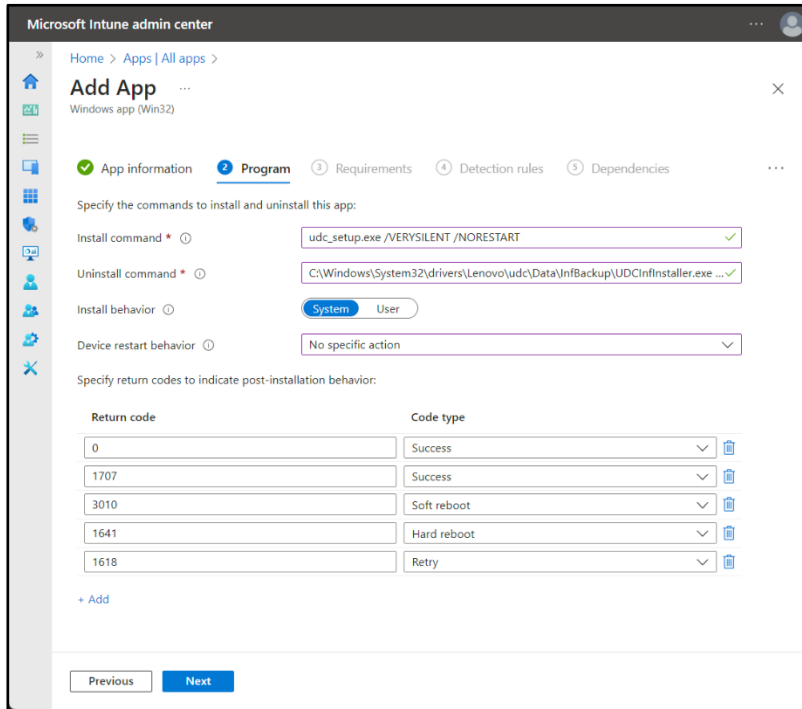 Microsoft Intune admin center ...
Home > Apps | All apps >
Add App ...
Windows app (Win32)
App information 2 Program 3 Requirements 4 Detection rules 5 Dependencies ...
Specify the commands to install and uninstall this app:
Install command * udc_setup.exe /VERYSILENT /NORESTART
Uninstall command * C:\Windows\System32\drivers\Lenovo\udc\Data\InfBackup\UDCInfInstaller.exe ...
Install behavior System User
Device restart behavior No specific action
Specify return codes to indicate post-installation behavior:
Return code Code type
0 Success
1707 Success
3010 Soft reboot
1641 Hard reboot
1618 Retry
+ Add
Previous Next